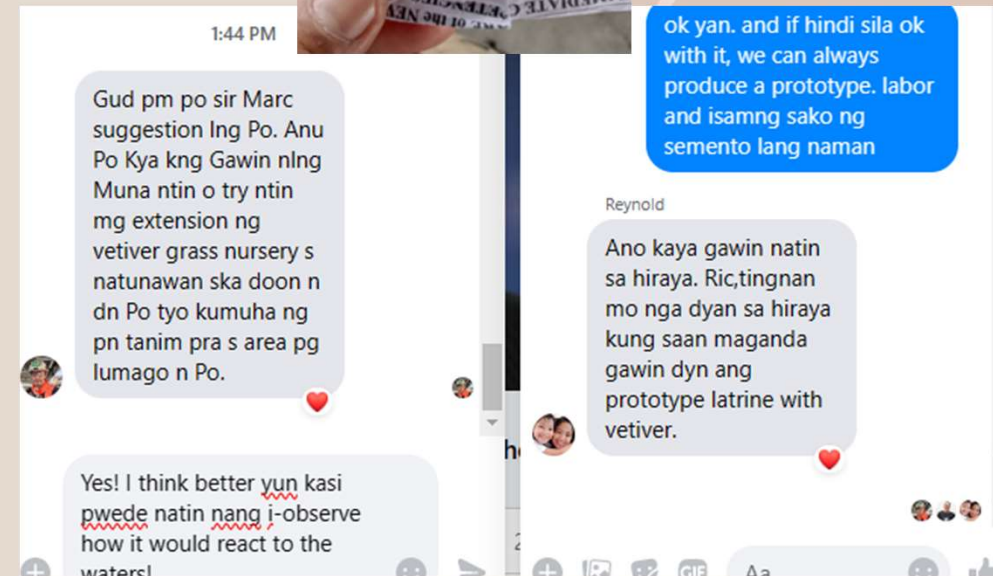 1:44 PM
Gud pm po sir Marc
suggestion lng Po. Anu
Po Kya kng Gawin nlng
Muna ntin o try ntin
mg extension ng
vetiver grass nursery s
natunawan ska doon n
dn Po tyo kumuha ng
pn tanim pra s area pg
lumago n Po.
Yes! I think better yun kasi
pwede natin nang i-observe
how it would react to the
waters!
ok yan. and if hindi sila ok
with it, we can always
produce a prototype. labor
and isamng sako ng
semento lang naman
Reynold
Ano kaya gawin natin
sa hiraya. Ric,tingnan
mo nga dyan sa hiraya
kung saan maganda
gawin dyn ang
prototype latrine with
vetiver.
GIF
Aa